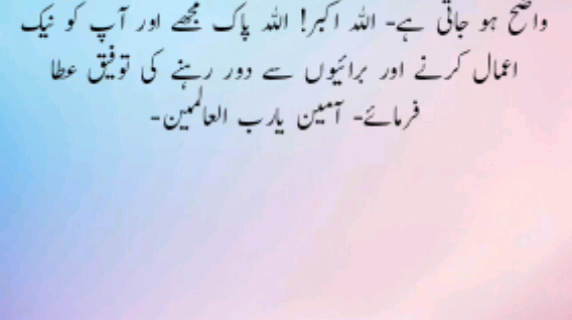 واضح ہو جاتی ہے- اللہ اکبر! اللہ پاک مجھے اور آپ کو نیک
اعمال کرنے اور برائیوں سے دور رہنے کی توفیق عطا
فرمائے- آمین یارب العالمین-